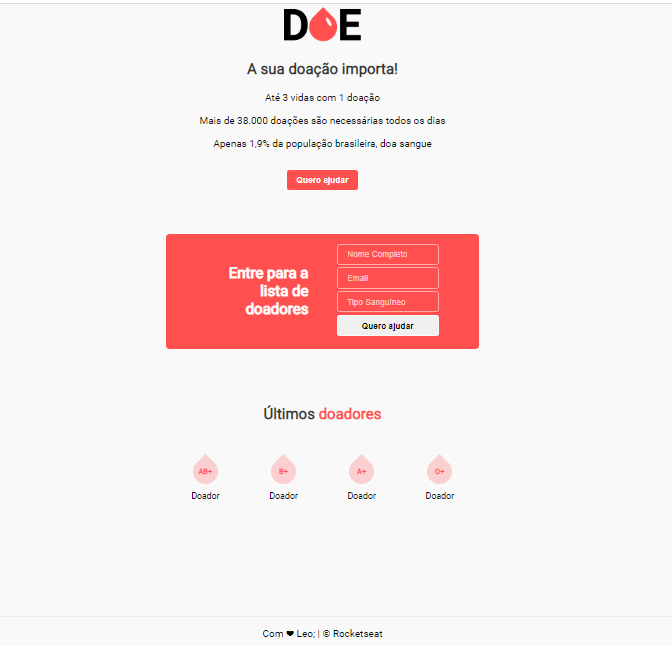 DOE
A sua doação importa!
Até 3 vidas com 1 doação
Mais de 38.000 doações são necessárias todos os dias
Apenas 1,9% da população brasileira, doa sangue
Quero ajudar
Entre para a
lista de
doadores
Nome Completo
Email
Tipo Sanguíneo
Quero ajudar
Últimos doadores
AB+ B+ A+ O+
Doador Doador Doador Doador
Com ❤ Leo; | © Rocketseat